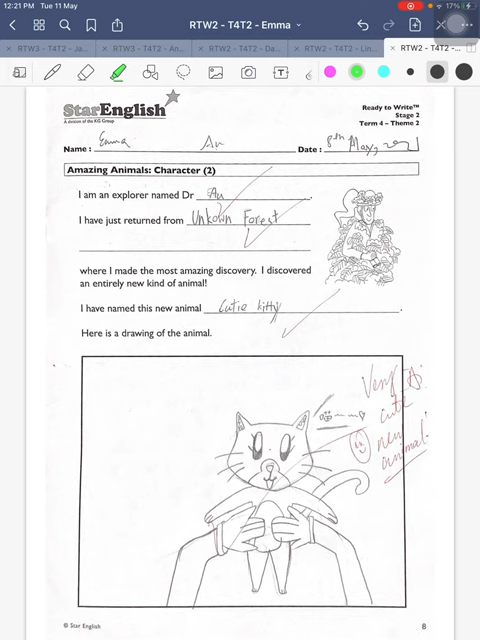 12:21 PM Tue 11 May
17%
RTW2 - T4T2 - Emma
RTW3 - T4T2 - Ja...
RTW3 - T4T2 - An...
RTW2 - T4T2 - Da...
RTW2 - T4T2 - Lin...
RTW2 - T4T2 -...
StarEnglish
A division of the KG Group
Ready to Write™
Stage 2
Term 4 – Theme 2
Name : Emma Au Date : 8th May, 2021
Amazing Animals: Character (2)
I am an explorer named Dr Au .
I have just returned from Unkown Forest
where I made the most amazing discovery. I discovered
an entirely new kind of animal!
I have named this new animal Cutie kitty .
Here is a drawing of the animal.
Very
cute
new
animal!
© Star English
8